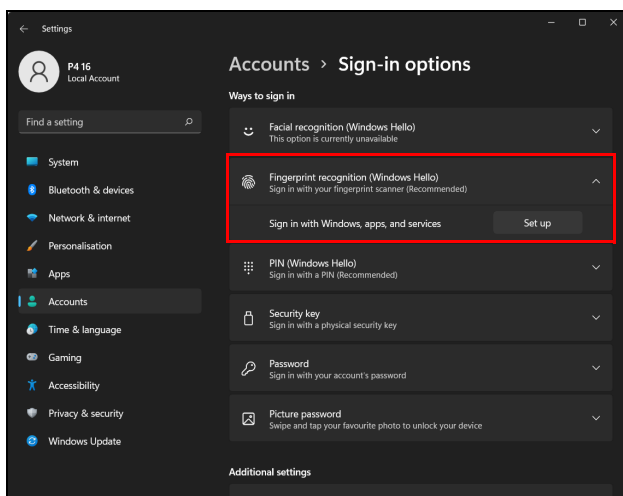 Settings
P4 16
Local Account
Find a setting
System
Bluetooth & devices
Network & internet
Personalisation
Apps
Accounts
Time & language
Gaming
Accessibility
Privacy & security
Windows Update
Accounts > Sign-in options
Ways to sign in
Facial recognition (Windows Hello)
This option is currently unavailable
Fingerprint recognition (Windows Hello)
Sign in with your fingerprint scanner (Recommended)
Sign in with Windows, apps, and services Set up
PIN (Windows Hello)
Sign in with a PIN (Recommended)
Security key
Sign in with a physical security key
Password
Sign in with your account's password
Picture password
Swipe and tap your favourite photo to unlock your device
Additional settings